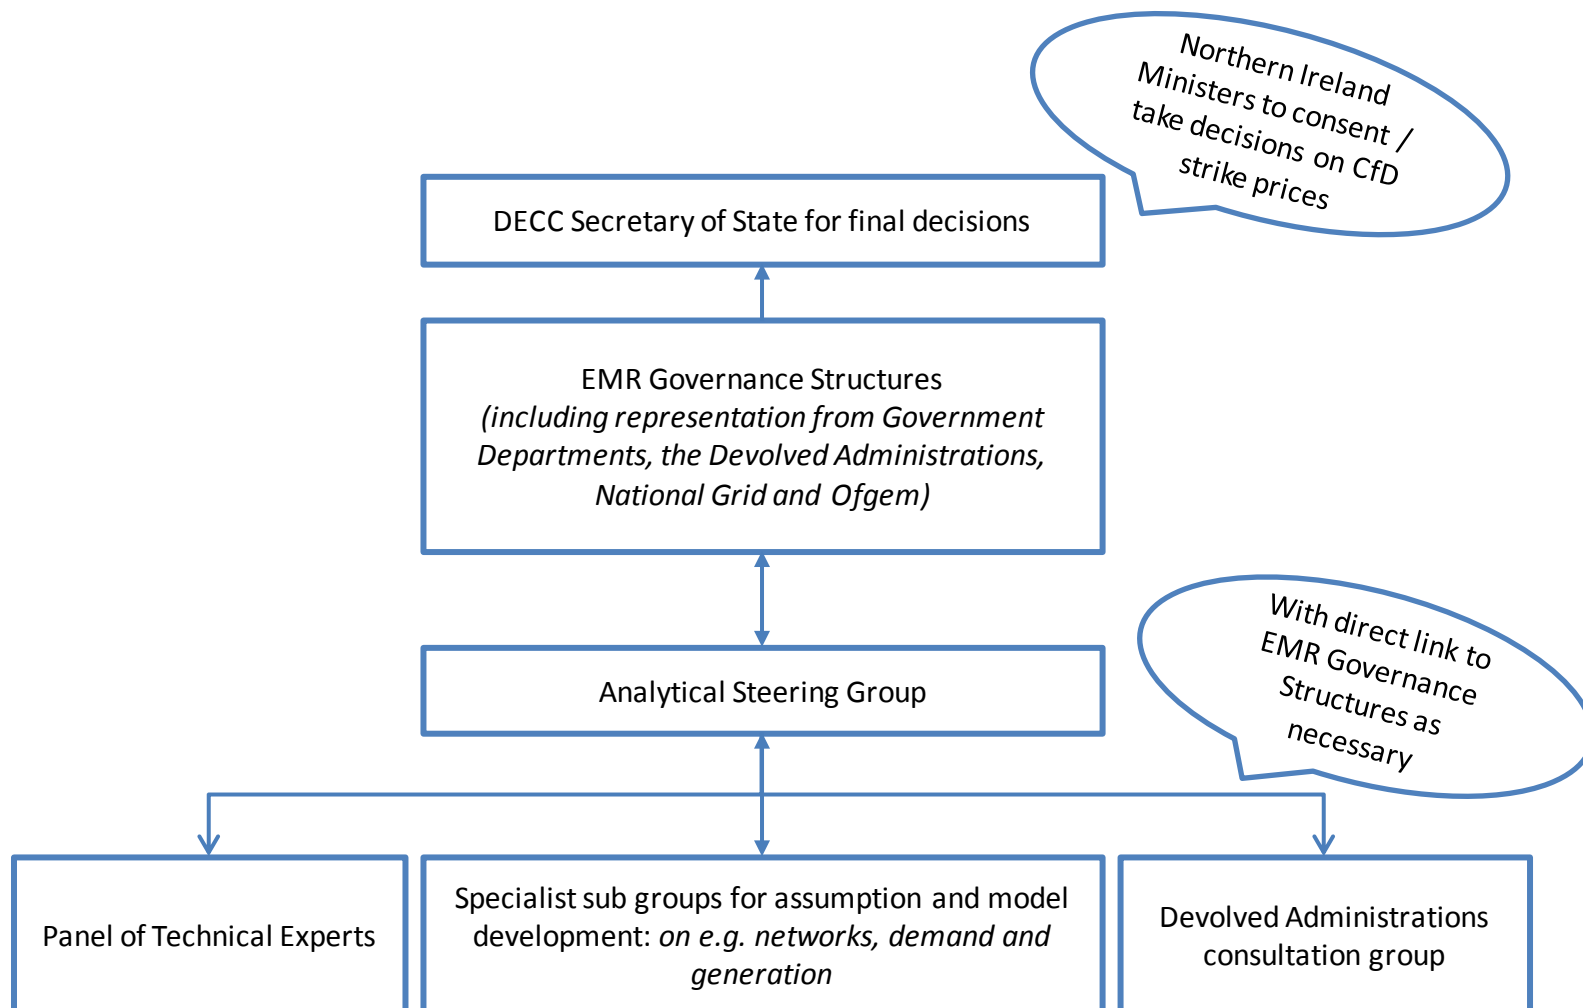 Northern Ireland
Ministers to consent /
take decisions on CfD
strike prices
DECC Secretary of State for final decisions
EMR Governance Structures
(including representation from Government
Departments, the Devolved Administrations,
National Grid and Ofgem)
With direct link to
EMR Governance
Structures as
necessary
Analytical Steering Group
Panel of Technical Experts
Specialist sub groups for assumption and model
development: on e.g. networks, demand and
generation
Devolved Administrations
consultation group